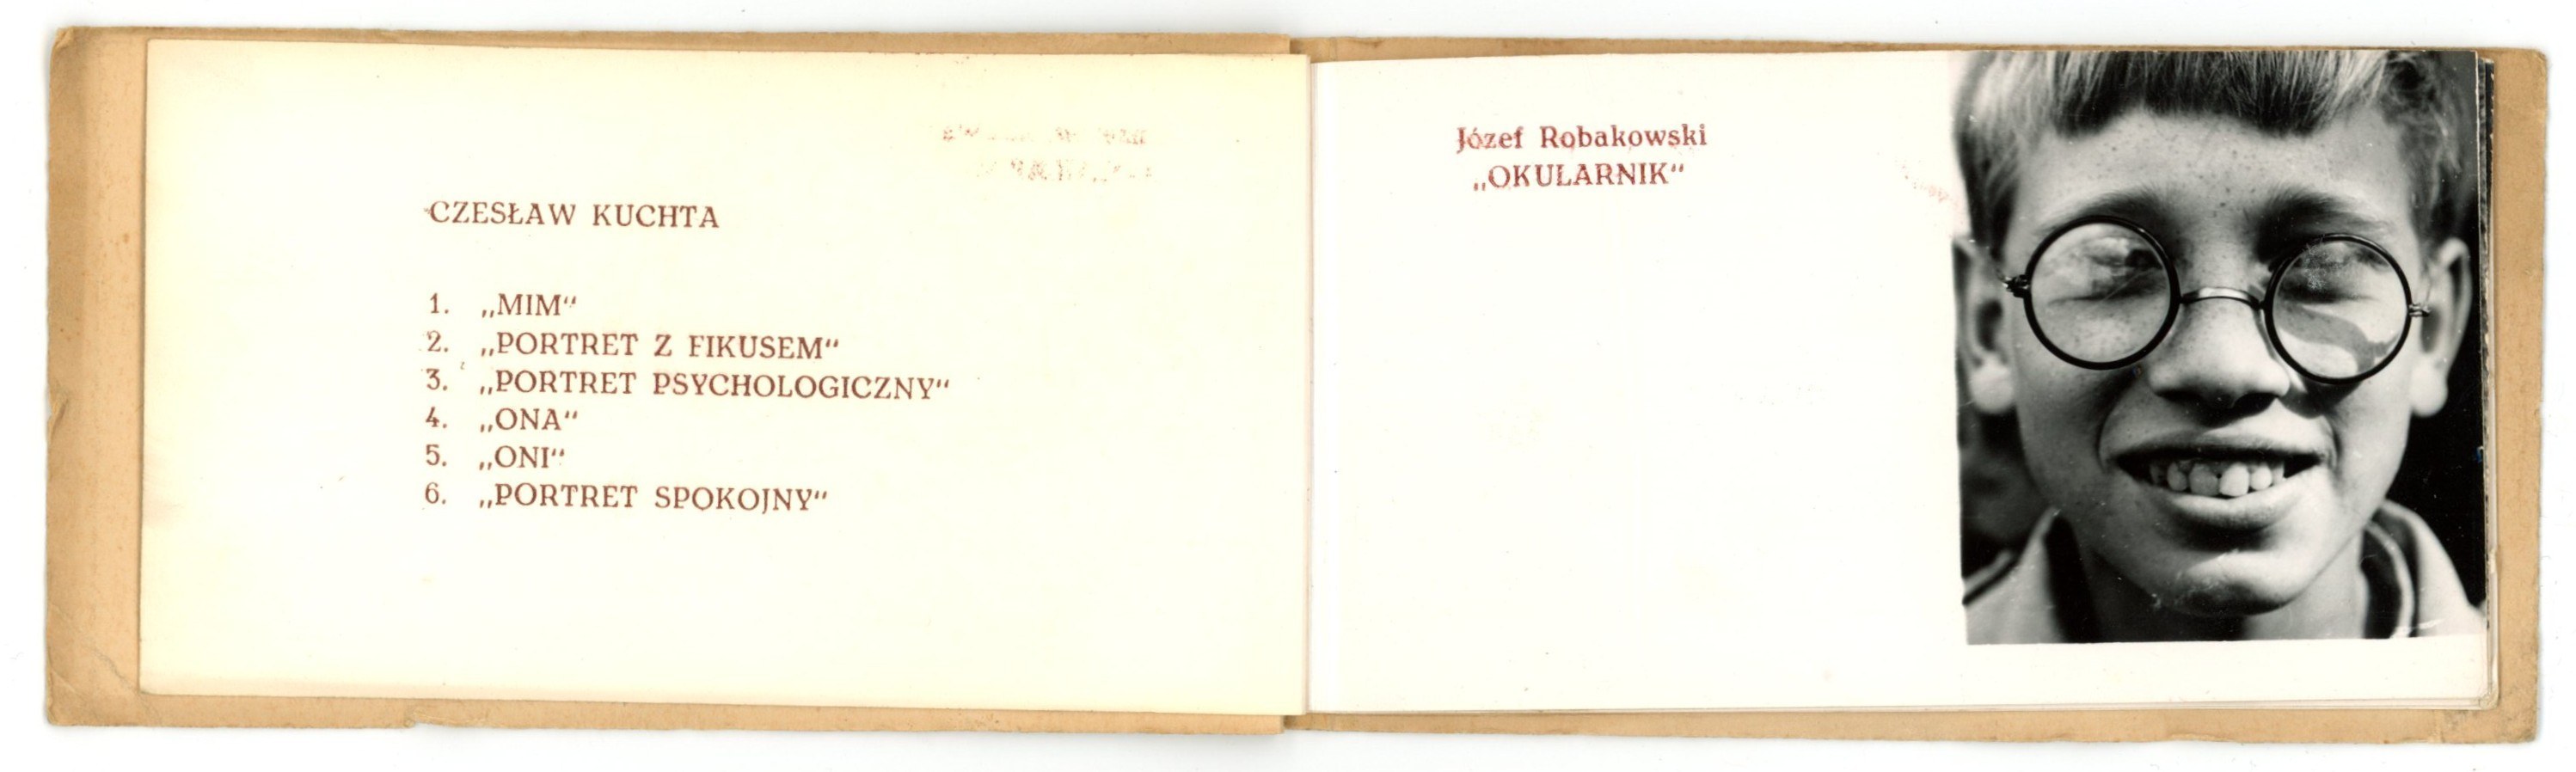 CZESŁAW KUCHTA
1. „MIM“
2. „PORTRET Z FIKUSEM“
3. „PORTRET PSYCHOLOGICZNY“
4. „ONA“
5. „ONI“
6. „PORTRET SPOKOJNY“
Józef Robakowski
„OKULARNIK“